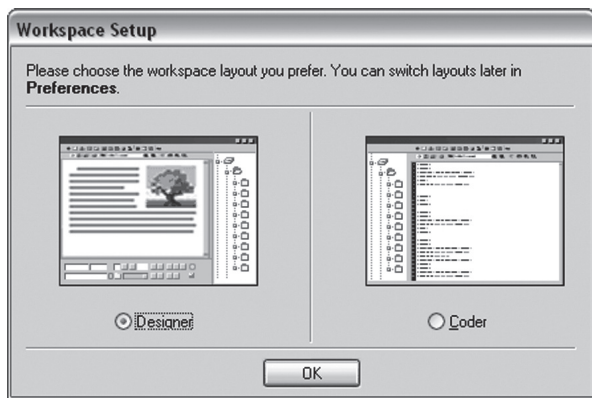 Workspace Setup
Please choose the workspace layout you prefer. You can switch layouts later in
Preferences.
Designer
Coder
OK